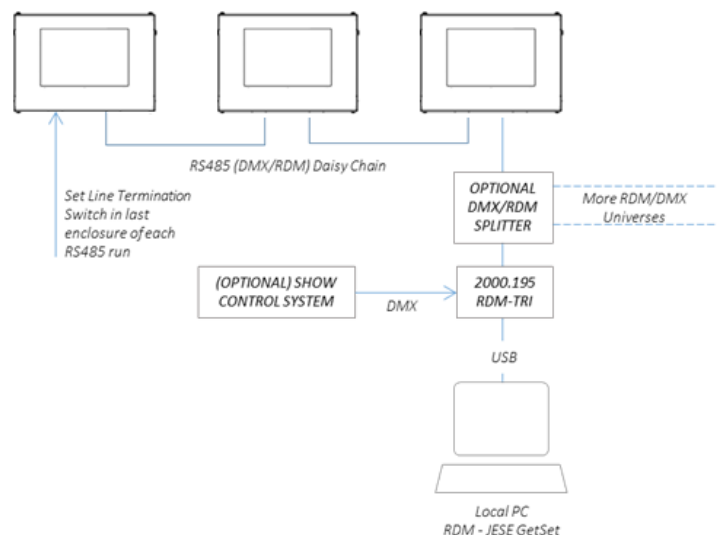 RS485 (DMX/RDM) Daisy Chain
Set Line Termination
Switch in last
enclosure of each
RS485 run
OPTIONAL
DMX/RDM
SPLITTER
More RDM/DMX
Universes
(OPTIONAL) SHOW
CONTROL SYSTEM
DMX
2000.195
RDM-TRI
USB
Local PC
RDM - JESE GetSet